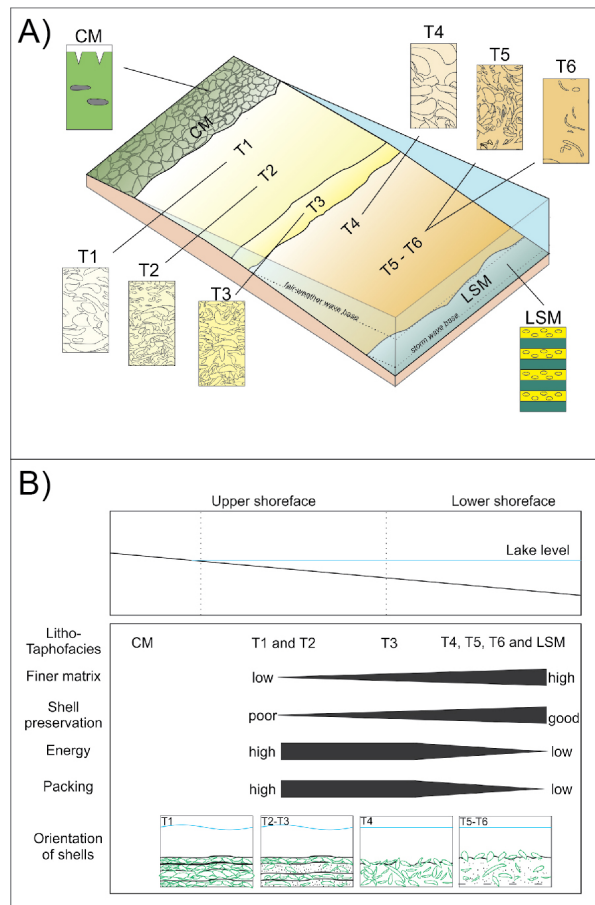 A)
CM
T4
T5
T6
CM
T1
T2
T3
T4
T5 - T6
T1
T2
T3
fair-weather wave base
storm wave base
LSM
LSM
B)
Upper shoreface
Lower shoreface
Lake level
Litho-
Taphofacies
CM
T1 and T2
T3
T4, T5, T6 and LSM
Finer matrix
low
high
Shell
preservation
poor
good
Energy
high
low
Packing
high
low
Orientation
of shells
T1
T2-T3
T4
T5-T6